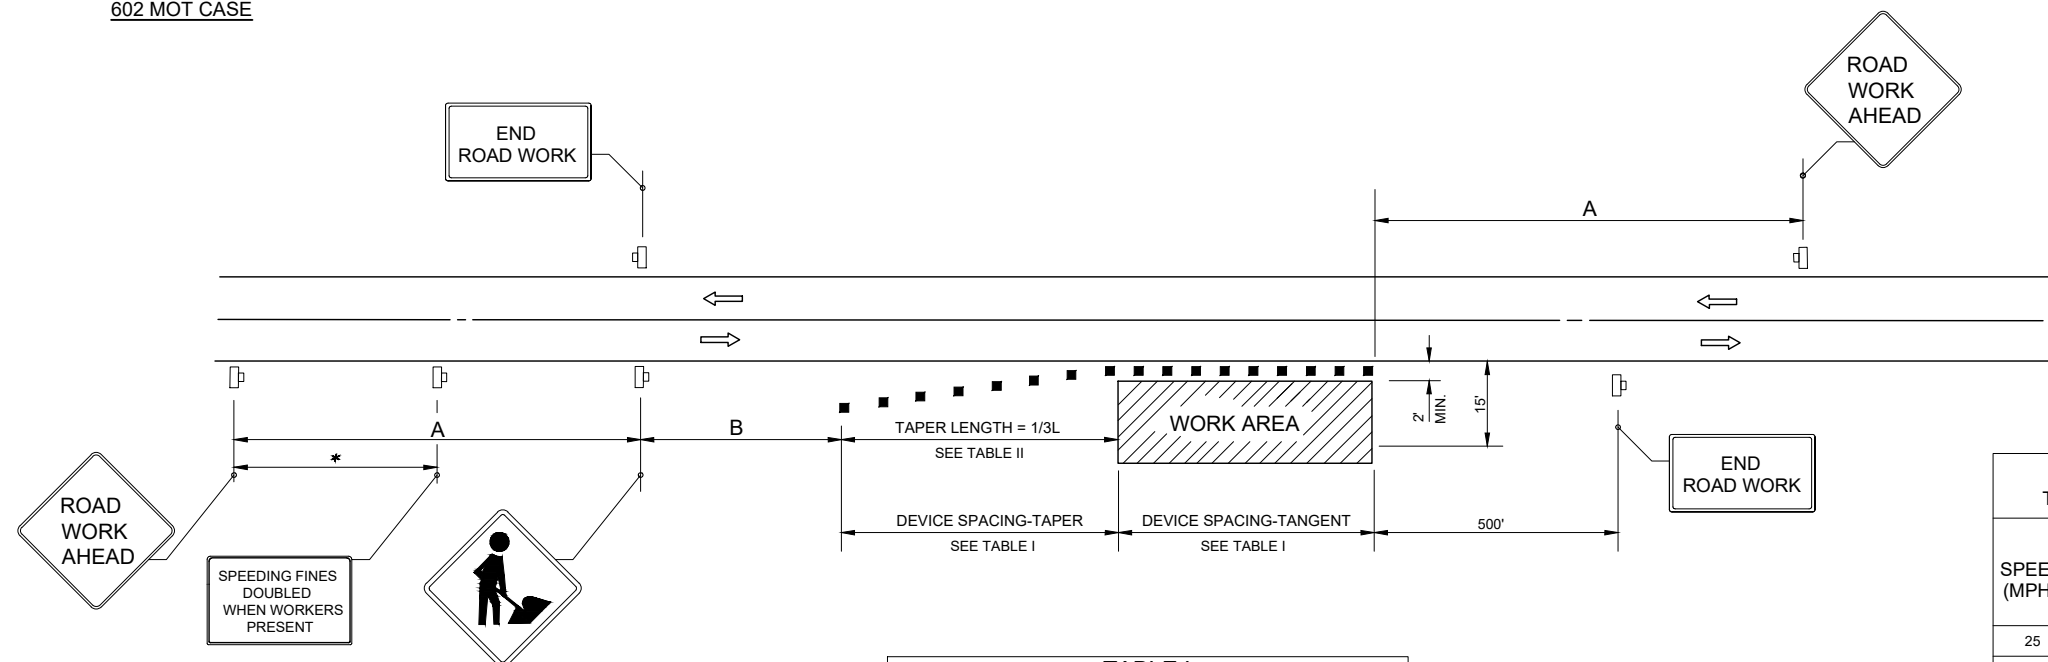 602 MOT CASE
END
ROAD WORK
ROAD
WORK
AHEAD
A
A
B
TAPER LENGTH = 1/3L
SEE TABLE II
WORK AREA
2'
MIN.
15'
*
ROAD
WORK
AHEAD
SPEEDING FINES
DOUBLED
WHEN WORKERS
PRESENT
DEVICE SPACING-TAPER
SEE TABLE I
DEVICE SPACING-TANGENT
SEE TABLE I
500'
END
ROAD WORK
(MPH
25
TABLE I